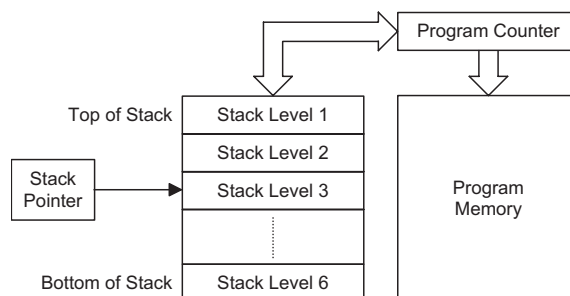 Program Counter
Top of Stack
Stack Level 1
Stack Level 2
Stack
Pointer
Stack Level 3
Program
Memory
Bottom of Stack
Stack Level 6